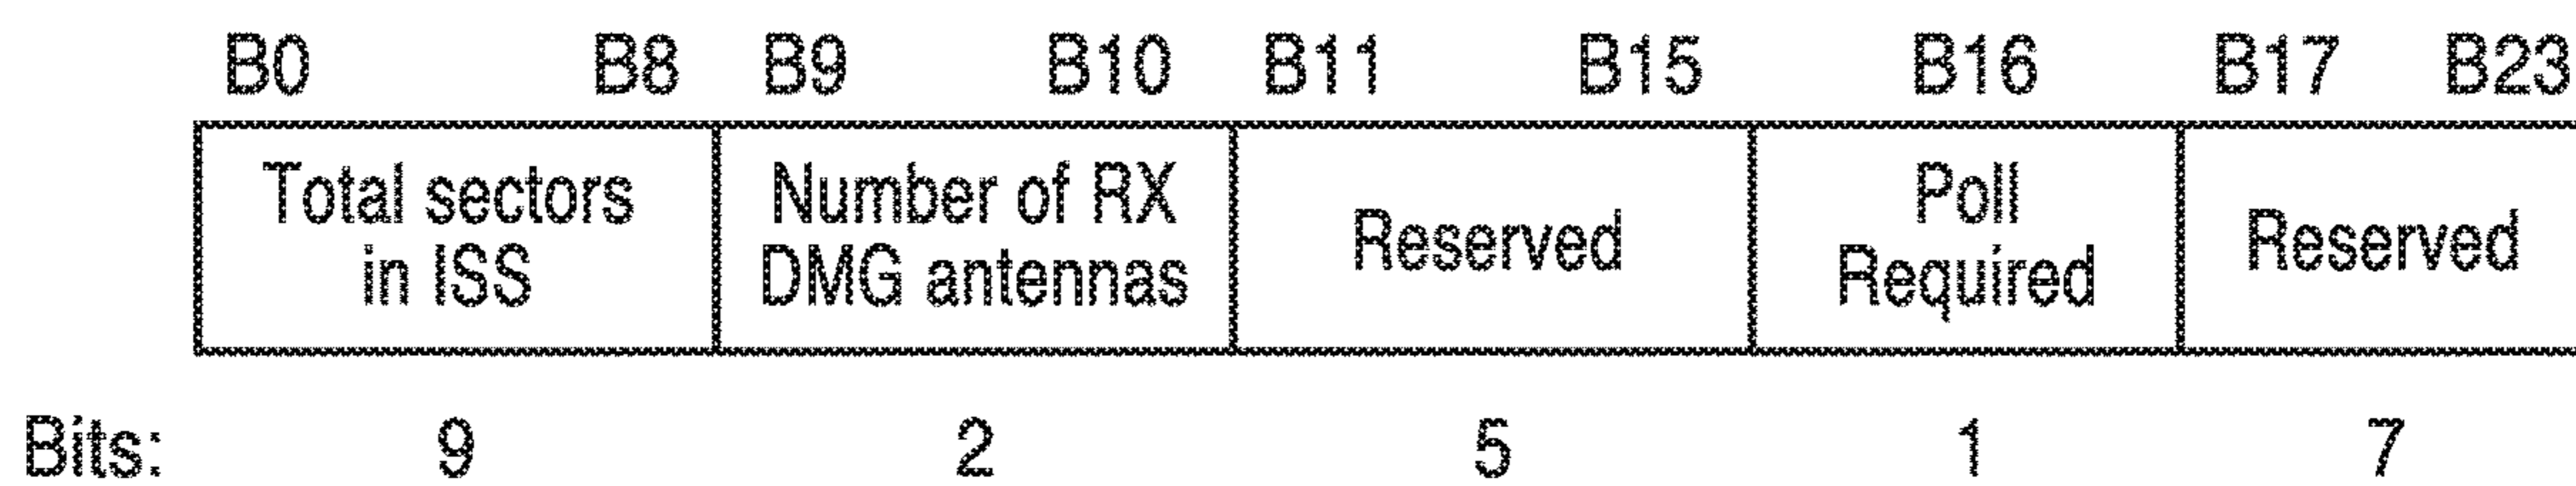 B0 B8 B9 B10 B11 B15 B16 B17 B23
Total sectors
in ISS
Number of RX
DMG antennas
Reserved
Poll
Required
Reserved
Bits: 9 2 5 1 7